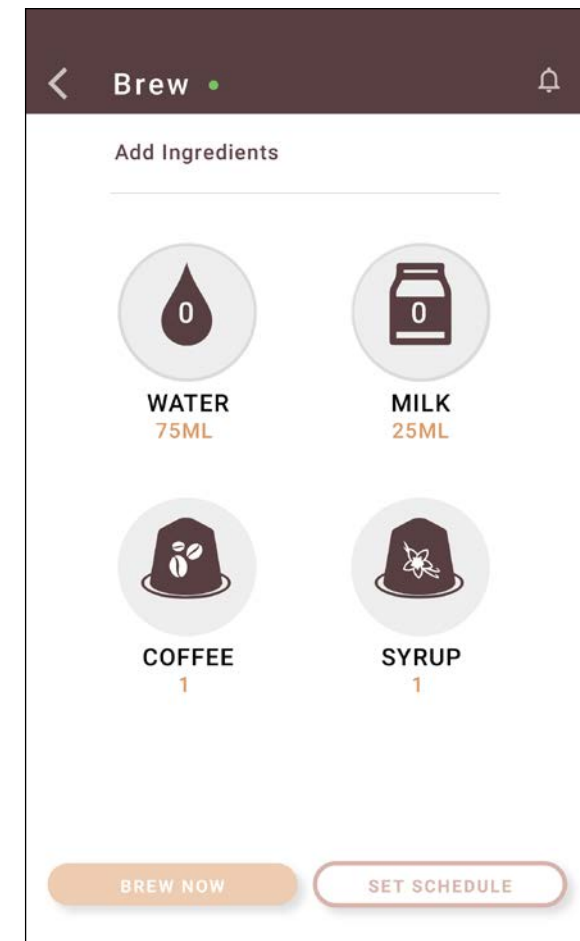 Brew
Add Ingredients
0
0
WATER
MILK
75ML
25ML
COFFEE
SYRUP
1
1
BREW NOW
SET SCHEDULE